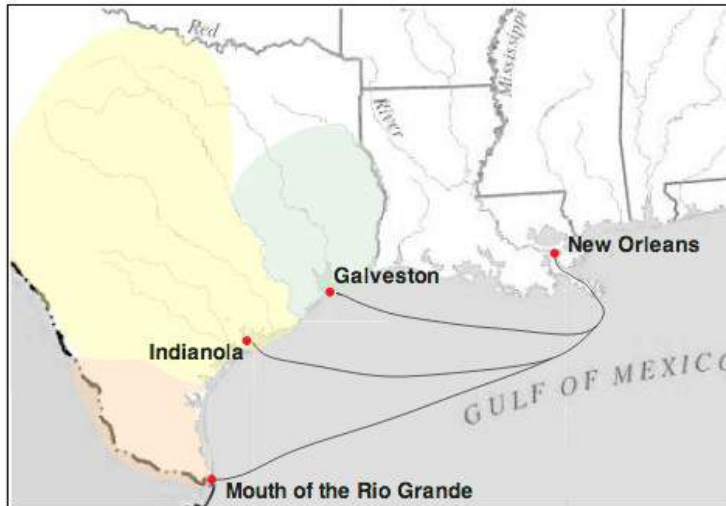 Red
River
Mississippi
New Orleans
Galveston
Indianola
GULF OF MEXICO
Mouth of the Rio Grande